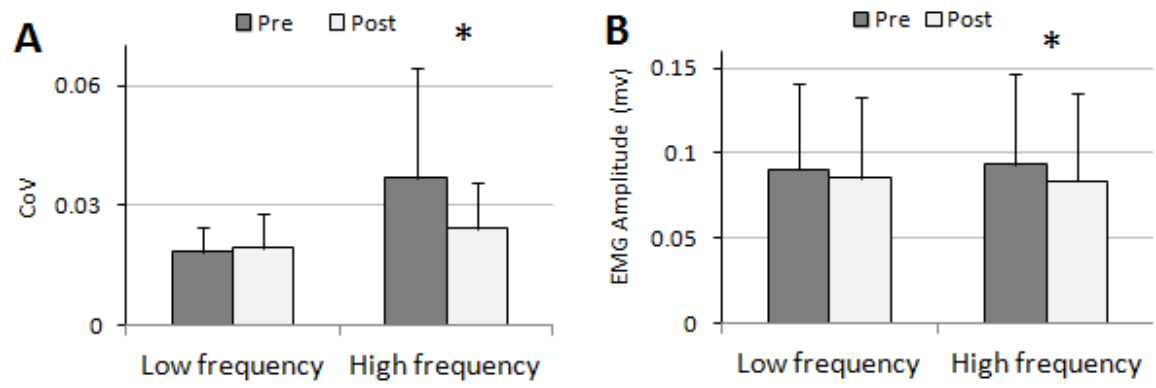 A
Pre Post
*
CoV
0.06
0.03
0
Low frequency High frequency
B
Pre Post
*
EMG Amplitude (mv)
0.15
0.1
0.05
0
Low frequency High frequency